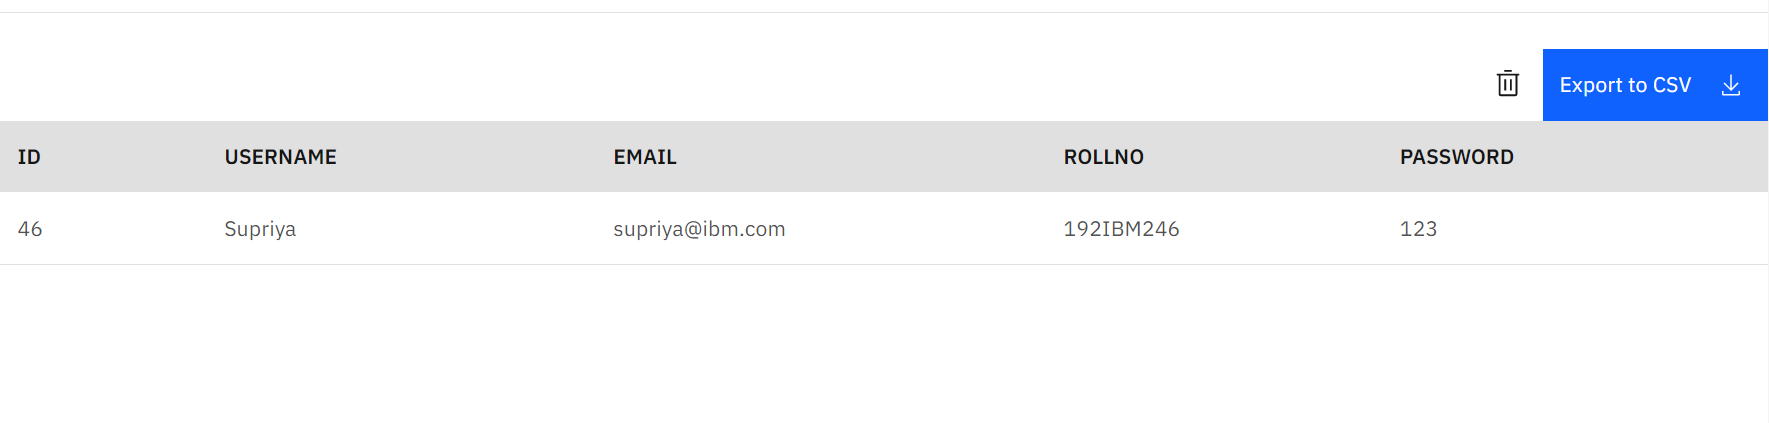 Export to CSV
ID USERNAME EMAIL ROLLNO PASSWORD
46 Supriya supriya@ibm.com 192IBM246 123